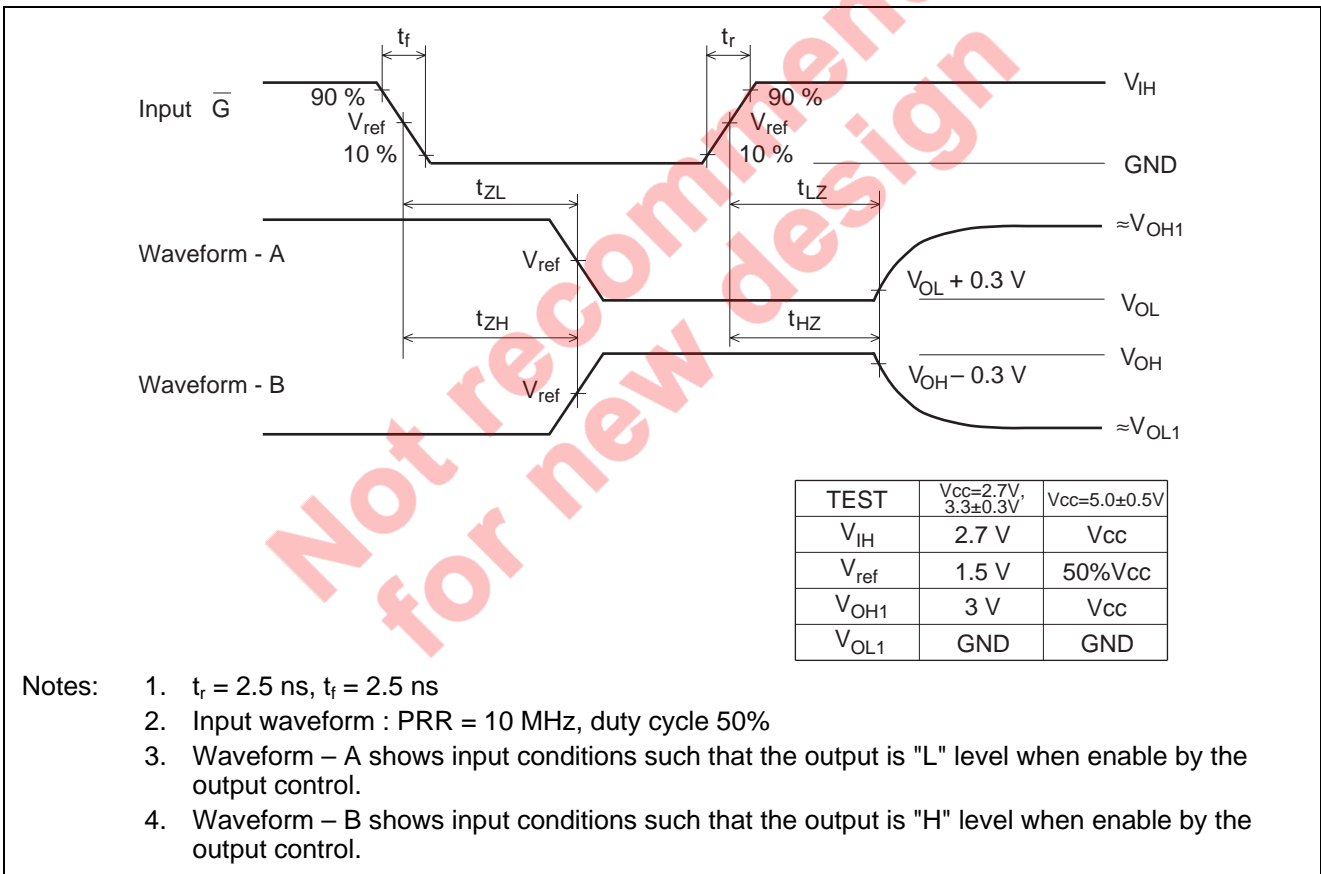 tf
tr
Input G̅
90 %
Vref
10 %
90 %
Vref
10 %
VIH
GND
tZL
tLZ
Waveform - A
Vref
VOL + 0.3 V
≈VOH1
VOL
tZH
tHZ
Waveform - B
Vref
VOH – 0.3 V
VOH
≈VOL1
TEST Vcc=2.7V, 3.3±0.3V Vcc=5.0±0.5V
VIH 2.7 V Vcc
Vref 1.5 V 50%Vcc
VOH1 3 V Vcc
VOL1 GND GND
Notes: 1. tr = 2.5 ns, tf = 2.5 ns
2. Input waveform : PRR = 10 MHz, duty cycle 50%
3. Waveform – A shows input conditions such that the output is "L" level when enable by the
output control.
4. Waveform – B shows input conditions such that the output is "H" level when enable by the
output control.
Not recommen
for new design